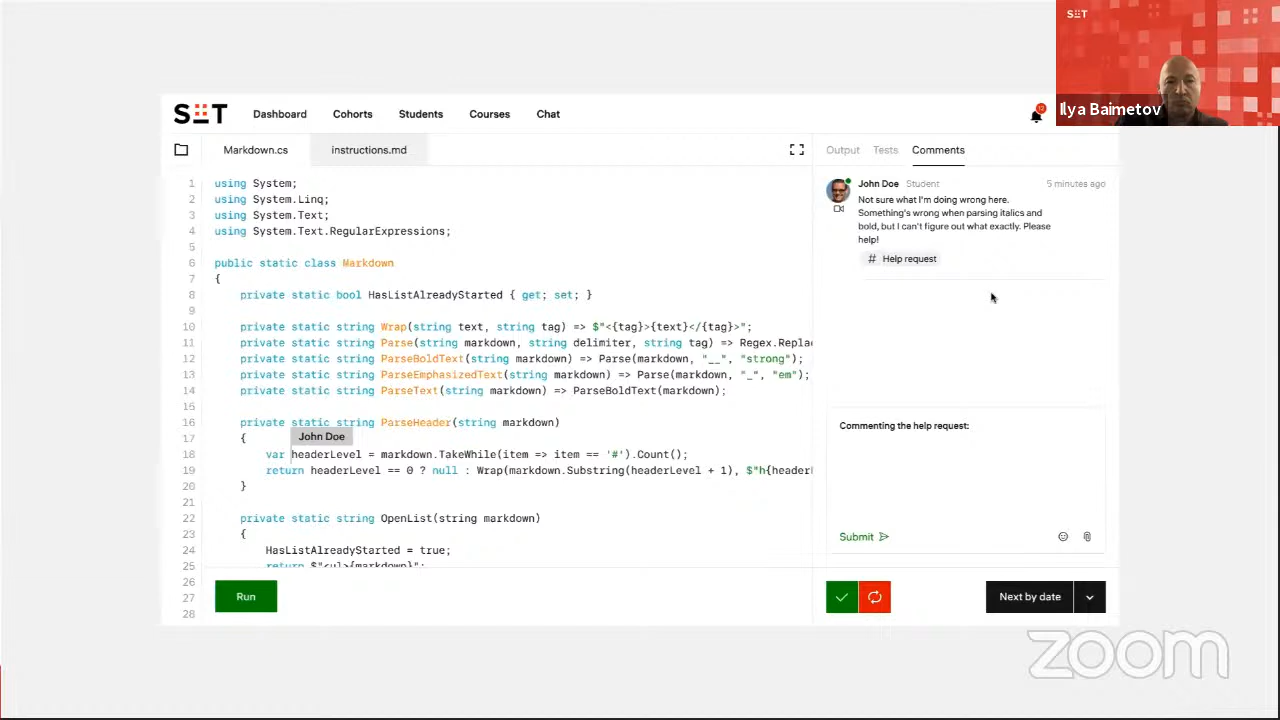 SIT
Ilya Baimetov
SIT
Dashboard
Cohorts
Students
Courses
Chat
12
Markdown.cs
instructions.md
Output
Tests
Comments
1 using System;
2 using System.Linq;
3 using System.Text;
4 using System.Text.RegularExpressions;
5
6 public static class Markdown
7 {
8 private static bool HasListAlreadyStarted { get; set; }
9
10 private static string Wrap(string text, string tag) => $"<{tag}>{text}</{tag}>";
11 private static string Parse(string markdown, string delimiter, string tag) => Regex.Replac
12 private static string ParseBoldText(string markdown) => Parse(markdown, "__", "strong");
13 private static string ParseEmphasizedText(string markdown) => Parse(markdown, "_", "em");
14 private static string ParseText(string markdown) => ParseBoldText(markdown);
15
16 private static string ParseHeader(string markdown)
John Doe
17 {
18 var headerLevel = markdown.TakeWhile(item => item == '#').Count();
19 return headerLevel == 0 ? null : Wrap(markdown.Substring(headerLevel + 1), $"h{header
20 }
21
22 private static string OpenList(string markdown)
23 {
24 HasListAlreadyStarted = true;
25 return $"<ul>{markdown}";
26
27
28
Run
John Doe Student
5 minutes ago
Not sure what I'm doing wrong here.
Something's wrong when parsing italics and
bold, but I can't figure out what exactly. Please
help!
# Help request
Commenting the help request:
Submit
Next by date
zoom